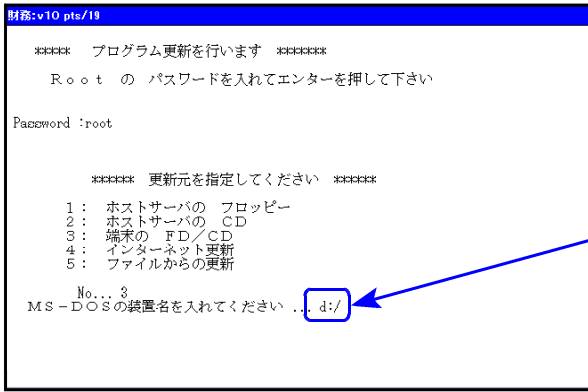 財務:v10 pts/19
***** プログラム更新を行います *******
Root の パスワードを入れてエンターを押して下さい
Password :root
****** 更新元を指定してください ******
1: ホストサーバの フロッピー
2: ホストサーバの CD
3: 端末の FD/CD
4: インターネット更新
5: ファイルからの更新
No... 3
MS-DOSの装置名を入れてください ... d:/